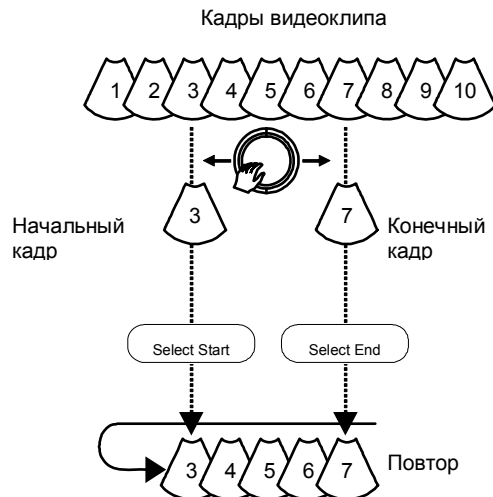 Кадры видеоклипа
1 2 3 4 5 6 7 8 9 10
3 7
Начальный
кадр
Конечный
кадр
Select Start Select End
3 4 5 6 7
Повтор